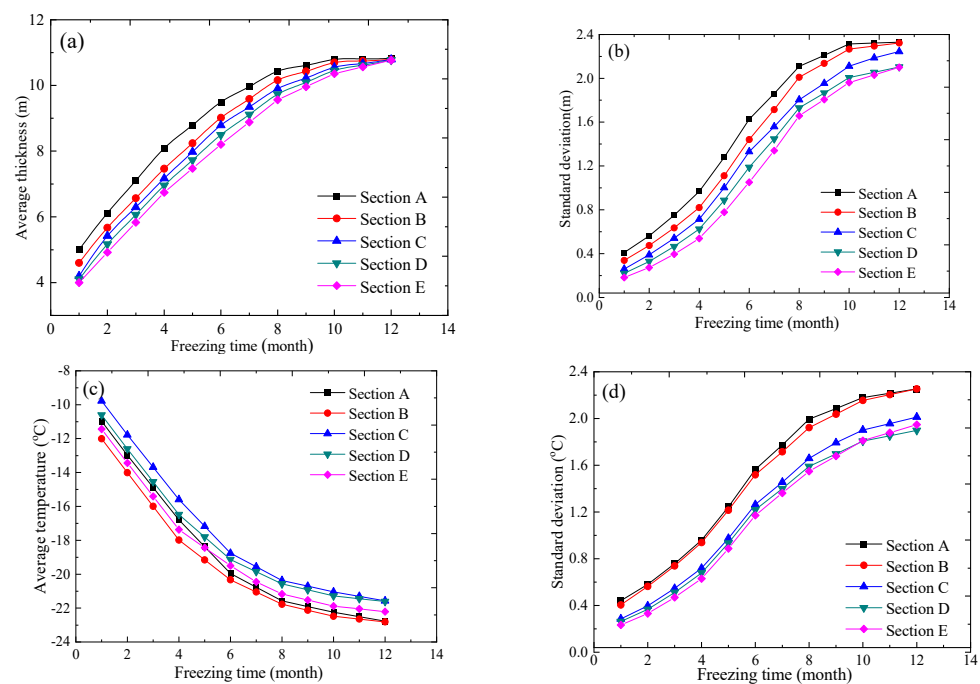 (a)
12
10
8
6
4
0 2 4 6 8 10 12 14
Average thickness (m)
Freezing time (month)
Section A
Section B
Section C
Section D
Section E
(b)
2.4
2.0
1.6
1.2
0.8
0.4
0.0
0 2 4 6 8 10 12 14
Standard deviation(m)
Freezing time (month)
Section A
Section B
Section C
Section D
Section E
(c)
-8
-10
-12
-14
-16
-18
-20
-22
-24
0 2 4 6 8 10 12 14
Average temperature (°C)
Freezing time (month)
Section A
Section B
Section C
Section D
Section E
(d)
2.4
2.0
1.6
1.2
0.8
0.4
0.0
0 2 4 6 8 10 12 14
Standard deviation (°C)
Freezing time (month)
Section A
Section B
Section C
Section D
Section E